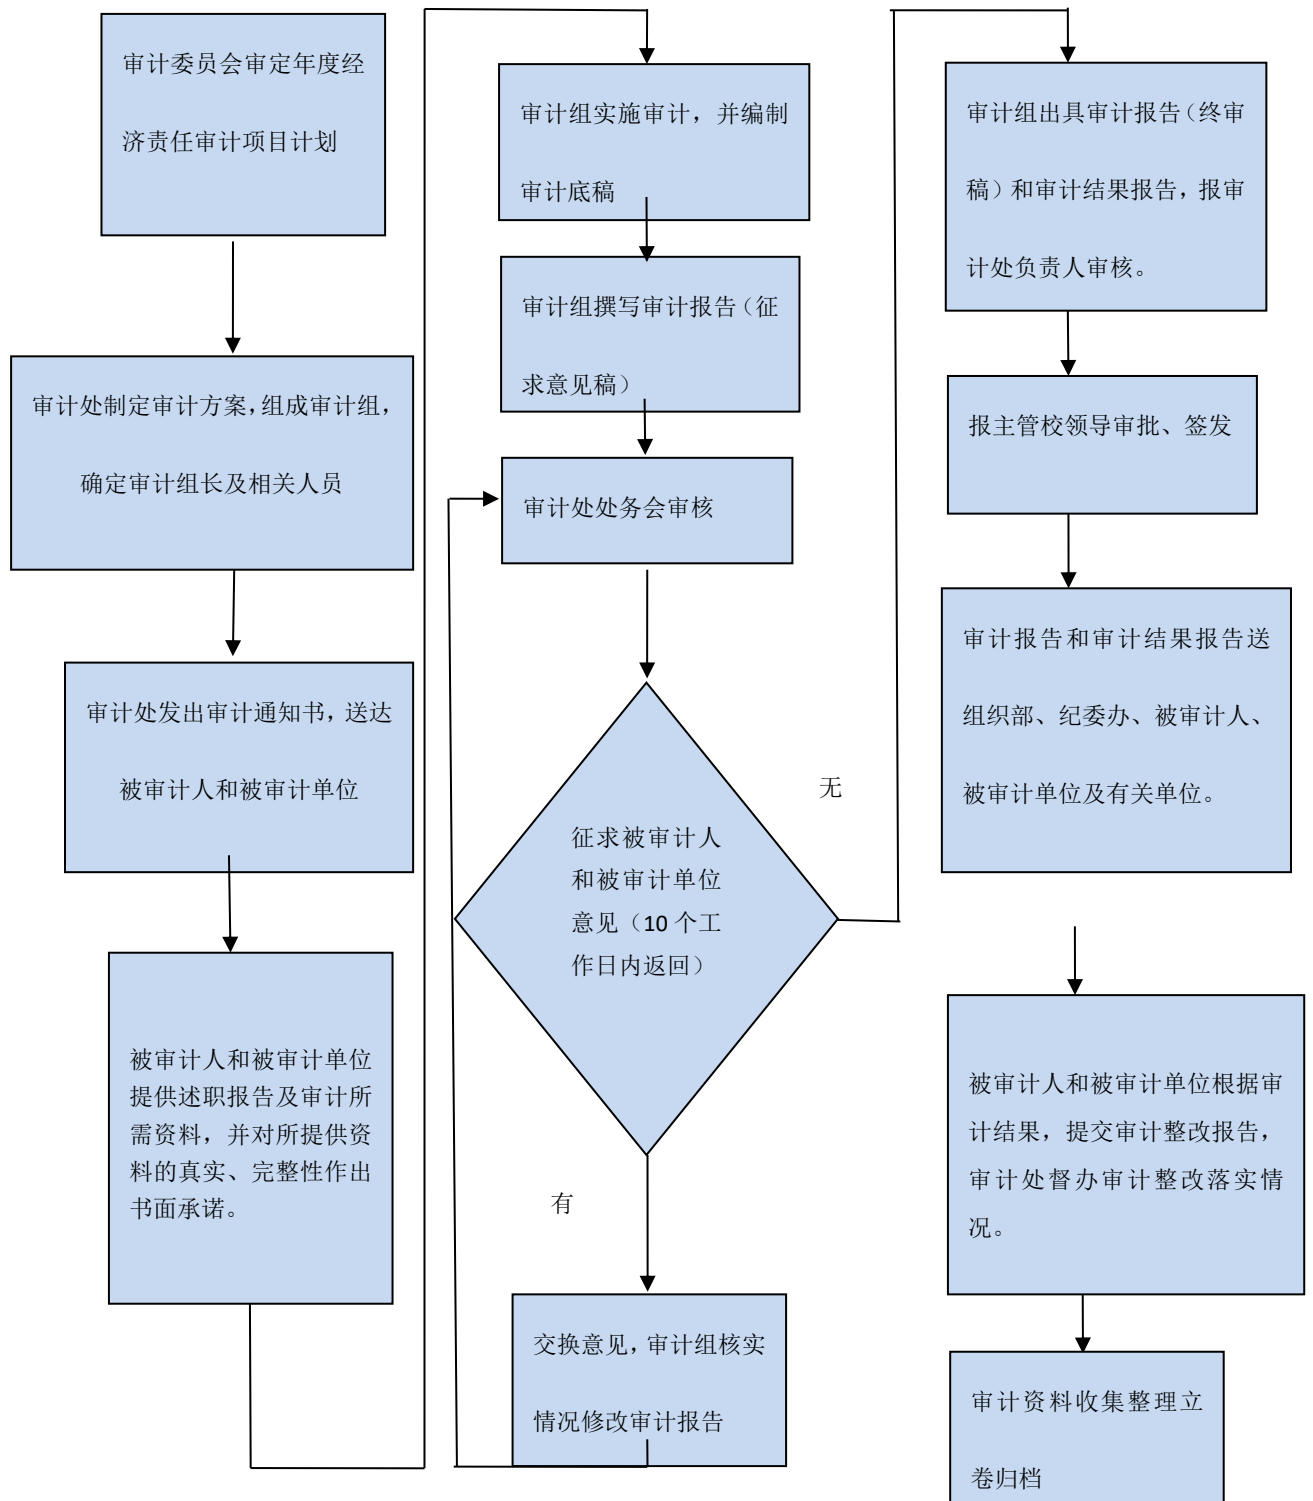 审计委员会审定年度经
济责任审计项目计划
审计处制定审计方案，组成审计组，
确定审计组长及相关人员
审计处发出审计通知书，送达
被审计人和被审计单位
被审计人和被审计单位
提供述职报告及审计所
需资料，并对所提供资
料的真实、完整性作出
书面承诺。
审计组实施审计，并编制
审计底稿
审计组撰写审计报告（征
求意见稿）
审计处处务会审核
征求被审计人
和被审计单位
意见（10 个工
作日内返回）
无
有
交换意见，审计组核实
情况修改审计报告
审计组出具审计报告（终审
稿）和审计结果报告，报审
计处负责人审核。
报主管校领导审批、签发
审计报告和审计结果报告送
组织部、纪委办、被审计人、
被审计单位及有关单位。
被审计人和被审计单位根据审
计结果，提交审计整改报告，
审计处督办审计整改落实情
况。
审计资料收集整理立
卷归档